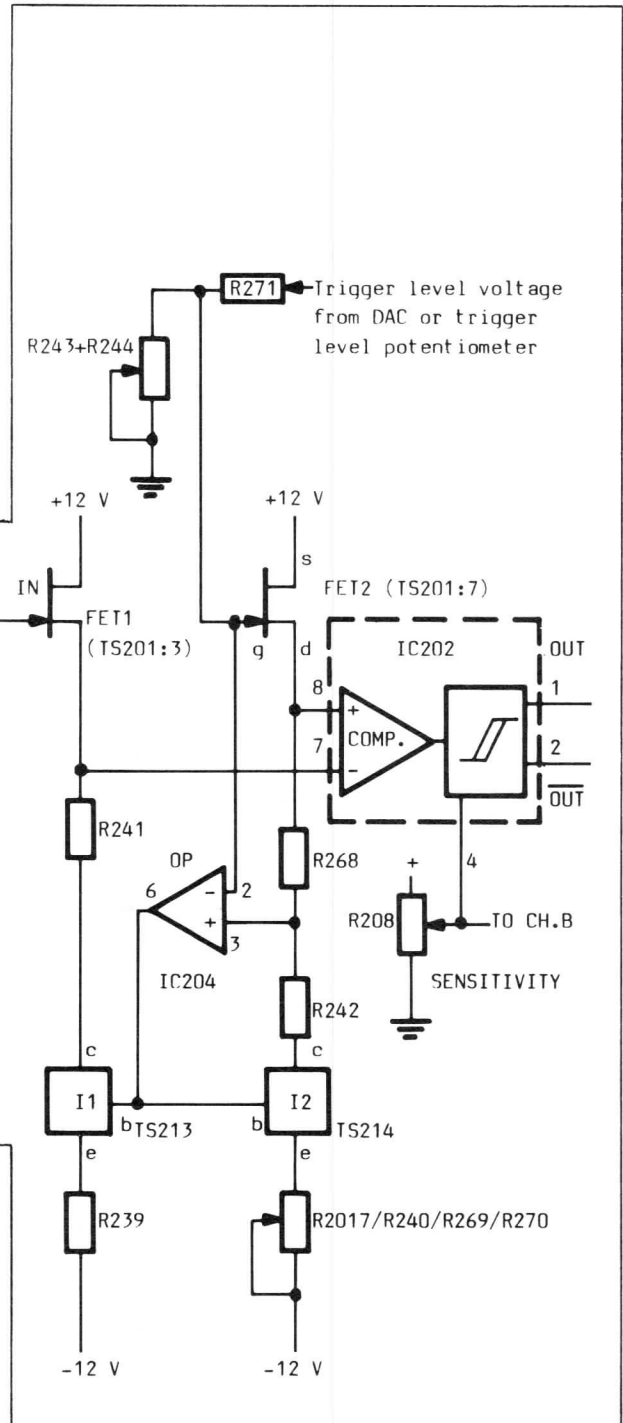 R271
Trigger level voltage
from DAC or trigger
level potentiometer
R243+R244
+12 V
+12 V
s
IN
FET2 (TS201:7)
FET1
(TS201:3)
g
d
IC202
OUT
8
+
COMP.
1
7
-
2
OUT
R241
OP
R268
6
-
2
+
3
+
4
R208
TO CH.B
IC204
SENSITIVITY
R242
c
c
I1
I2
b
TS213
b
TS214
e
e
R239
R2017/R240/R269/R270
-12 V
-12 V